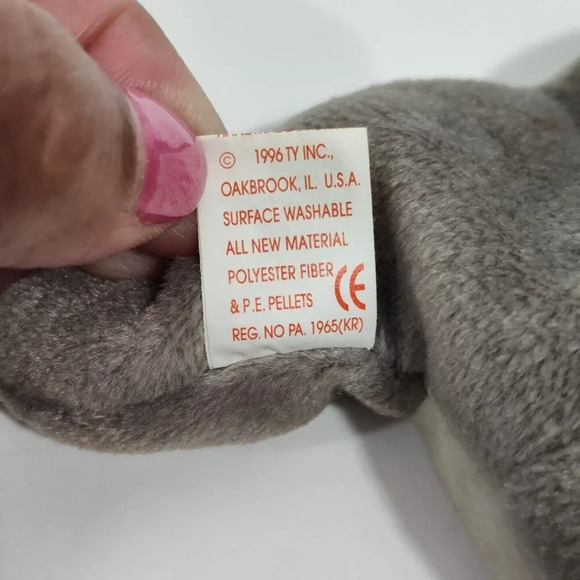 © 1996 TY INC.,
OAKBROOK, IL. U.S.A.
SURFACE WASHABLE
ALL NEW MATERIAL
POLYESTER FIBER
& P.E. PELLETS CE
REG. NO PA. 1965(KR)